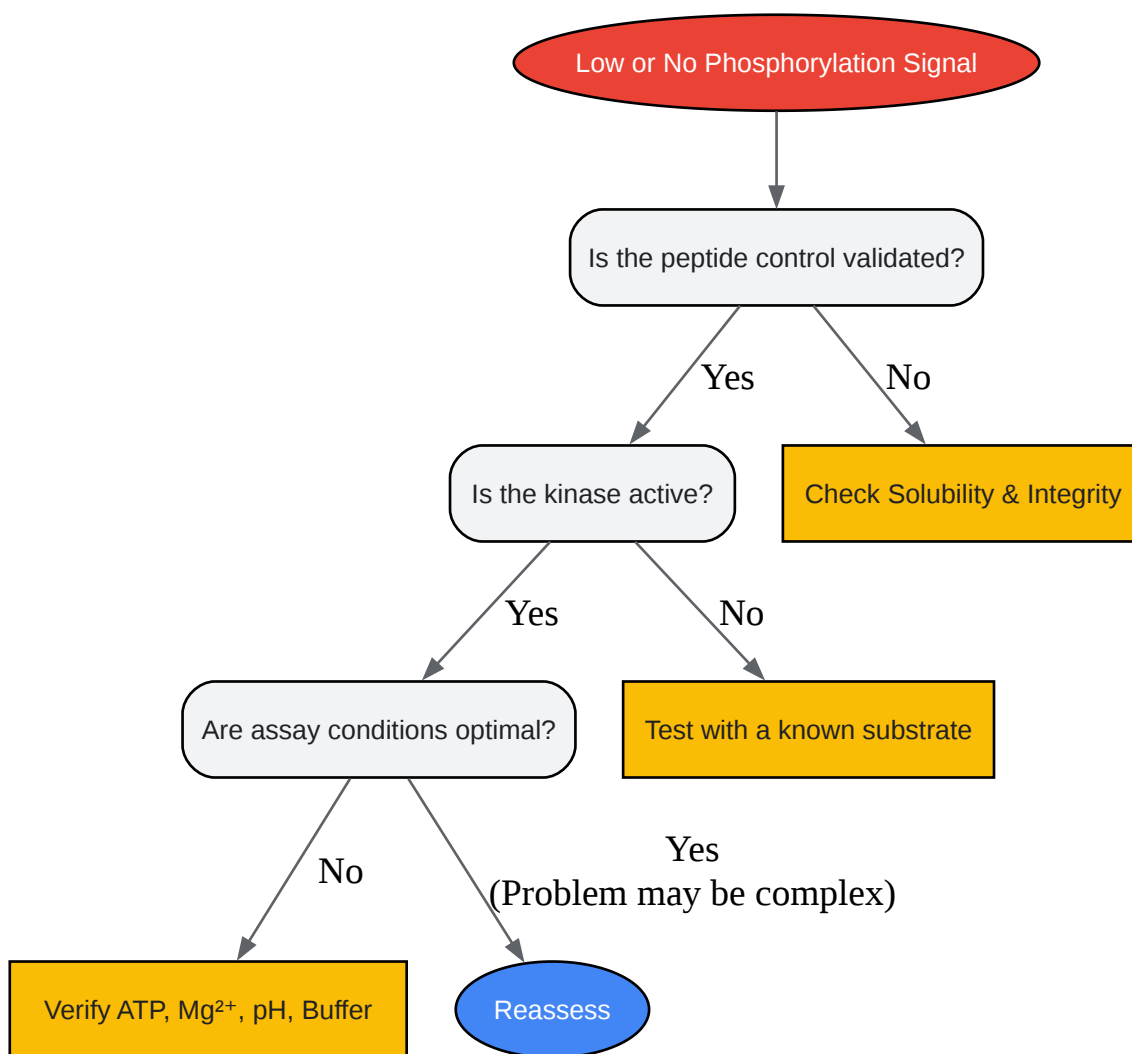 Low or No Phosphorylation Signal
Is the peptide control validated?
Yes
No
Is the kinase active?
Check Solubility & Integrity
Yes
No
Are assay conditions optimal?
Test with a known substrate
No
Yes
(Problem may be complex)
Verify ATP, Mg²⁺, pH, Buffer
Reassess